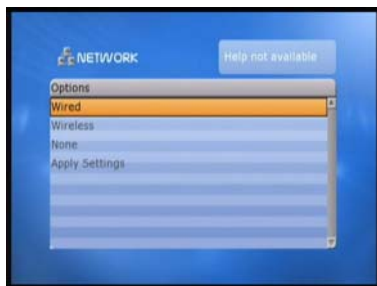 NETWORK
Help not available
Options
Wired
Wireless
None
Apply Settings